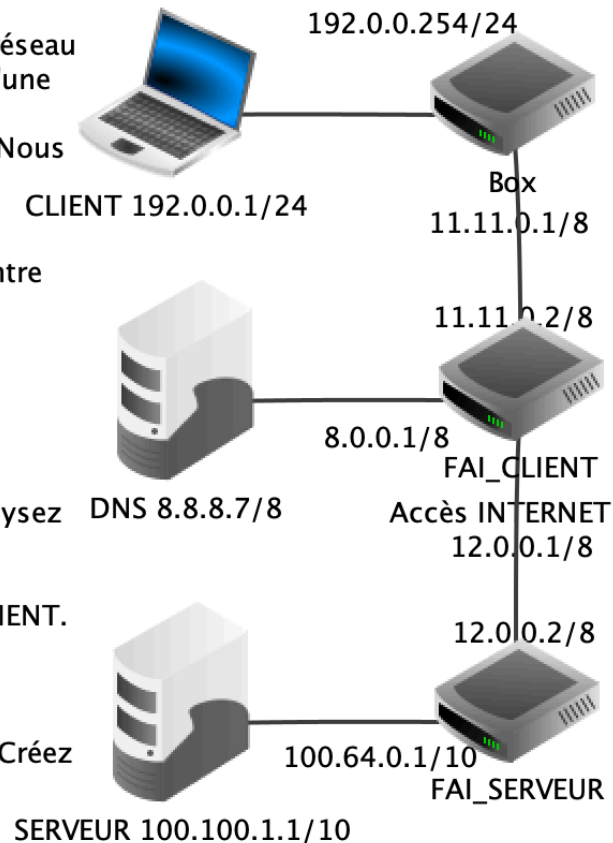 192.0.0.254/24
éseau
'une
Nous
Box
CLIENT 192.0.0.1/24
11.11.0.1/8
ntre
11.11.0.2/8
8.0.0.1/8
FAI_CLIENT
ysez
DNS 8.8.8.7/8
Accès INTERNET
12.0.0.1/8
IENT.
12.0.0.2/8
Créez
100.64.0.1/10
FAI_SERVEUR
SERVEUR 100.100.1.1/10